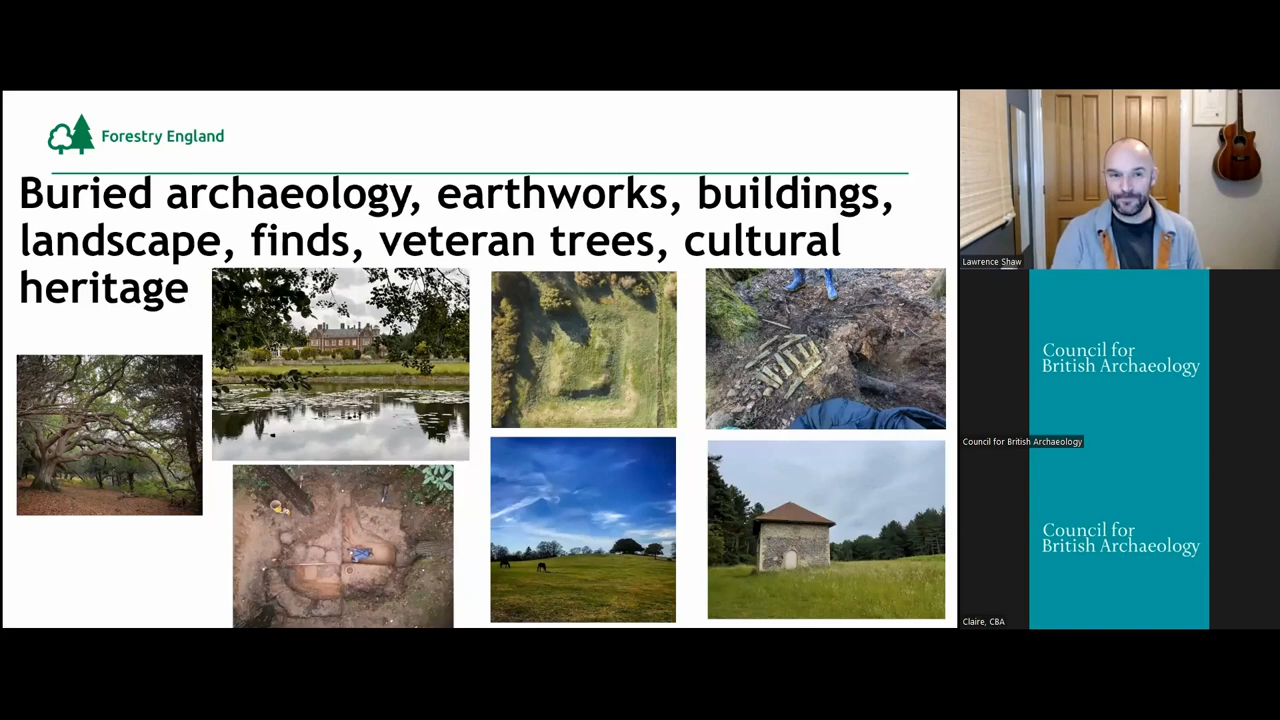 Forestry England
Buried archaeology, earthworks, buildings,
landscape, finds, veteran trees, cultural
heritage
Lawrence Shaw
Council for
British Archaeology
Council for British Archaeology
Council for
British Archaeology
Claire, CBA